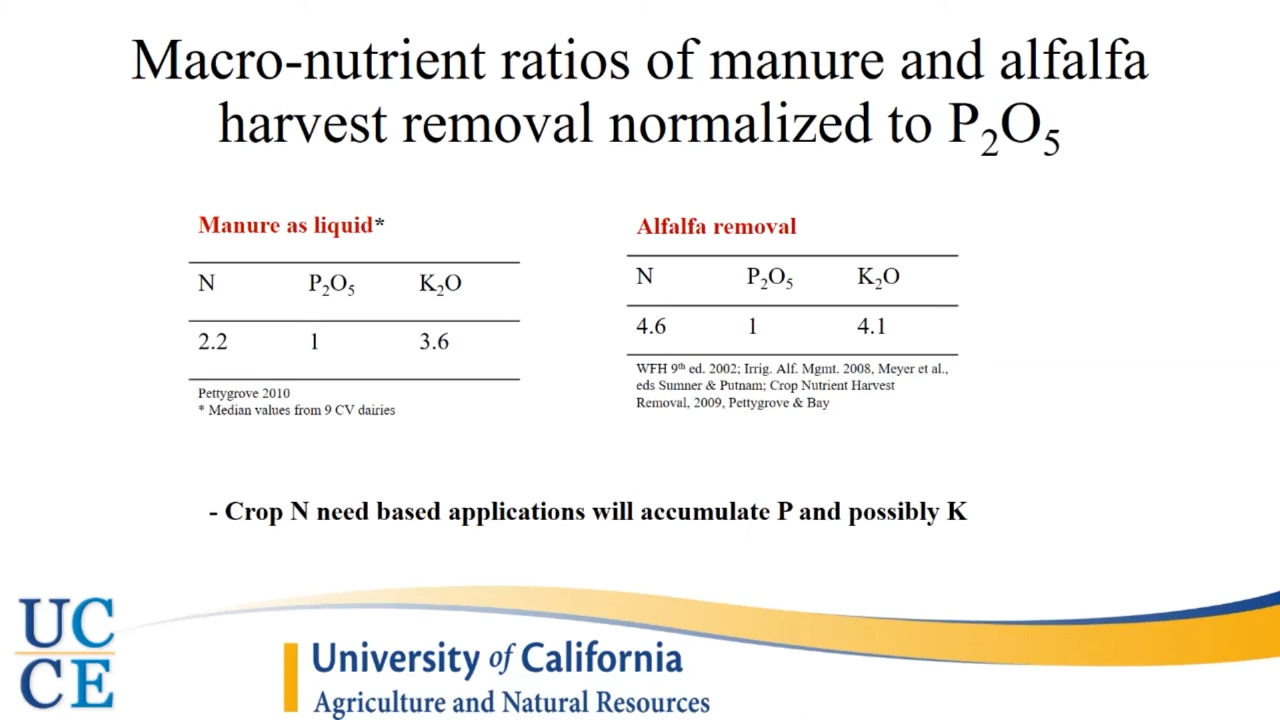 Macro-nutrient ratios of manure and alfalfa
harvest removal normalized to P₂O₅
Manure as liquid*
N P₂O₅ K₂O
2.2 1 3.6
Pettygrove 2010
* Median values from 9 CV dairies
Alfalfa removal
N P₂O₅ K₂O
4.6 1 4.1
WFH 9th ed. 2002; Irrig. Alf. Mgmt. 2008, Meyer et al.,
eds Sumner & Putnam; Crop Nutrient Harvest
Removal, 2009, Pettygrove & Bay
- Crop N need based applications will accumulate P and possibly K
UC
CE
University of California
Agriculture and Natural Resources